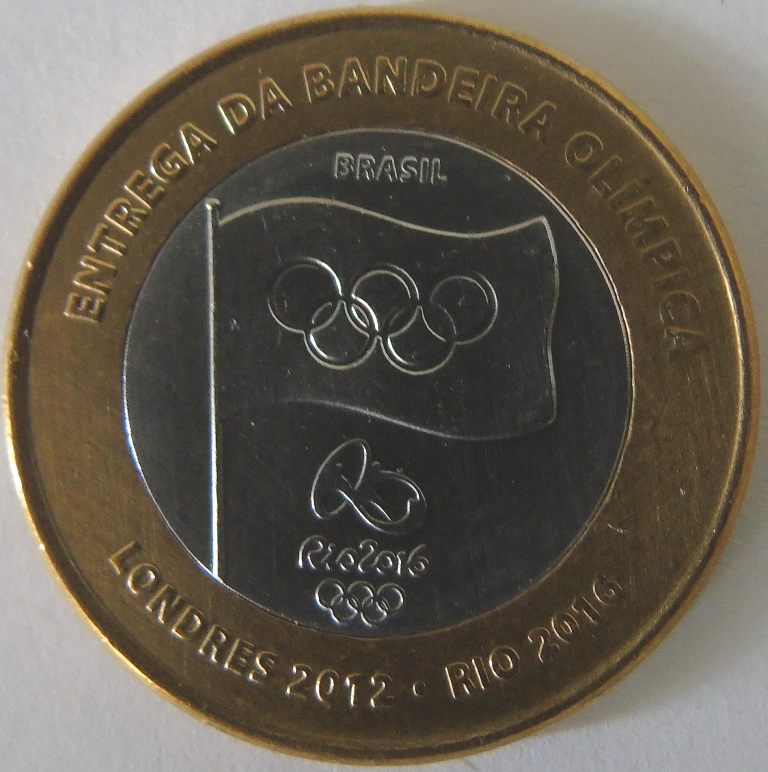 ENTREGA DA BANDEIRA OLÍMPICA
BRASIL
Rio2016
LONDRES 2012 • RIO 2016